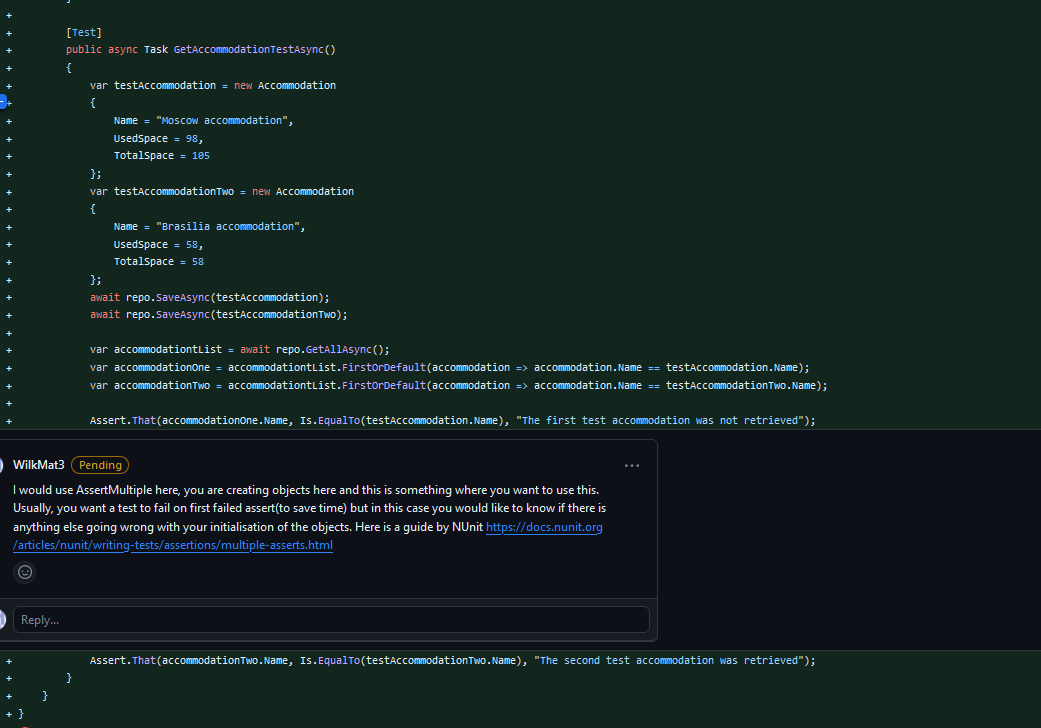 +
+ [Test]
+ public async Task GetAccommodationTestAsync()
+ {
+ var testAccommodation = new Accommodation
+ {
+ Name = "Moscow accommodation",
+ UsedSpace = 98,
+ TotalSpace = 105
+ };
+ var testAccommodationTwo = new Accommodation
+ {
+ Name = "Brasilia accommodation",
+ UsedSpace = 58,
+ TotalSpace = 58
+ };
+ await repo.SaveAsync(testAccommodation);
+ await repo.SaveAsync(testAccommodationTwo);
+
+ var accommodationtList = await repo.GetAllAsync();
+ var accommodationOne = accommodationtList.FirstOrDefault(accommodation => accommodation.Name == testAccommodation.Name);
+ var accommodationTwo = accommodationtList.FirstOrDefault(accommodation => accommodation.Name == testAccommodationTwo.Name);
+
+ Assert.That(accommodationOne.Name, Is.EqualTo(testAccommodation.Name), "The first test accommodation was not retrieved");
WilkMat3 Pending
I would use AssertMultiple here, you are creating objects here and this is something where you want to use this.
Usually, you want a test to fail on first failed assert(to save time) but in this case you would like to know if there is
anything else going wrong with your initialisation of the objects. Here is a guide by NUnit https://docs.nunit.org
/articles/nunit/writing-tests/assertions/multiple-asserts.html
Reply...
+ Assert.That(accommodationTwo.Name, Is.EqualTo(testAccommodationTwo.Name), "The second test accommodation was retrieved");
+ }
+ }
+ }